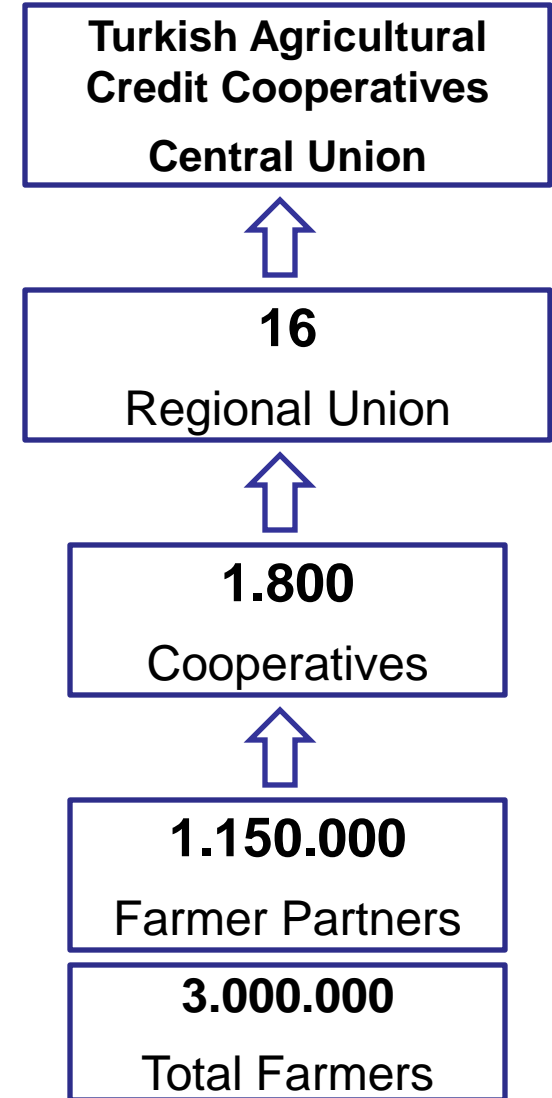 Turkish Agricultural
Credit Cooperatives
Central Union
16
Regional Union
1.800
Cooperatives
1.150.000
Farmer Partners
3.000.000
Total Farmers